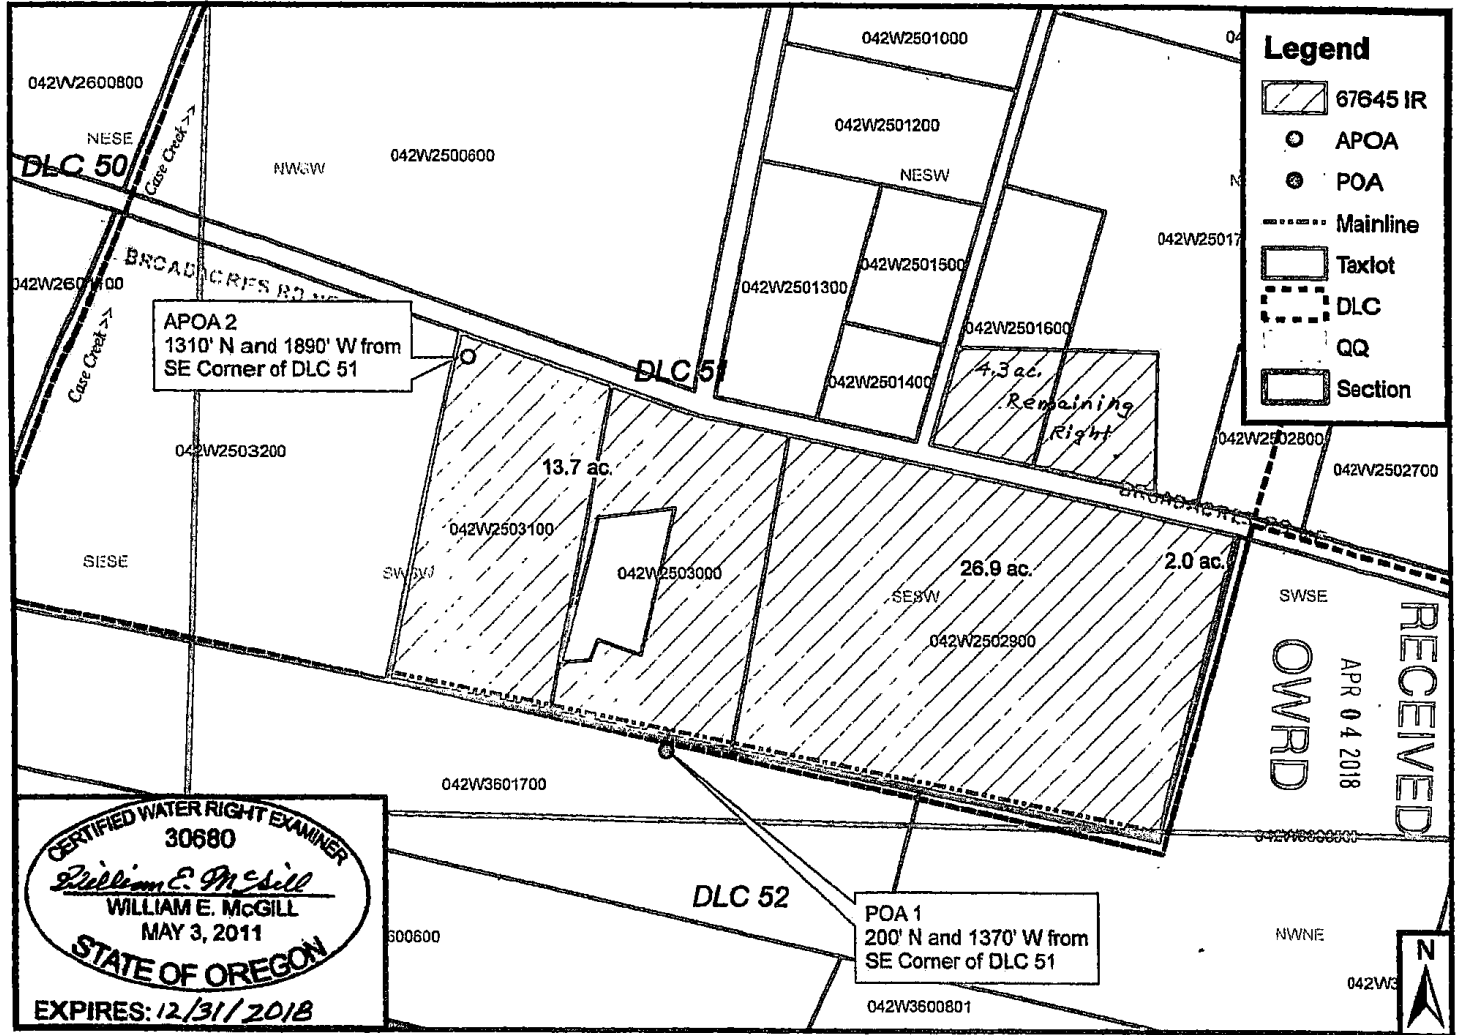 042W2600800
NESE
DLC 50
Case Creek >>
NWSW
042W2500600
042W2501000
042W2501200
NESW
042W2501300
042W2501500
042W2501400
042W2501600
042W25017
Legend
67645 IR
APOA
POA
Mainline
Taxlot
DLC
QQ
Section
4.3 ac.
Remaining
Right
042W2502800
042W2502700
APOA 2
1310' N and 1890' W from
SE Corner of DLC 51
Case Creek >>
DLC 51
042W2503200
SESE
13.7 ac.
042W2503100
SWSW
042W2503000
26.9 ac.
2.0 ac.
SESW
042W2502900
SWSE
RECEIVED
APR 04 2018
OWRD
042W3601700
DLC 52
POA 1
200' N and 1370' W from
SE Corner of DLC 51
NWNE
042W3
042W3600801
600600
N
CERTIFIED WATER RIGHT EXAMINER
30680
William E. McGill
WILLIAM E. McGILL
MAY 3, 2011
STATE OF OREGON
EXPIRES: 12/31/2018